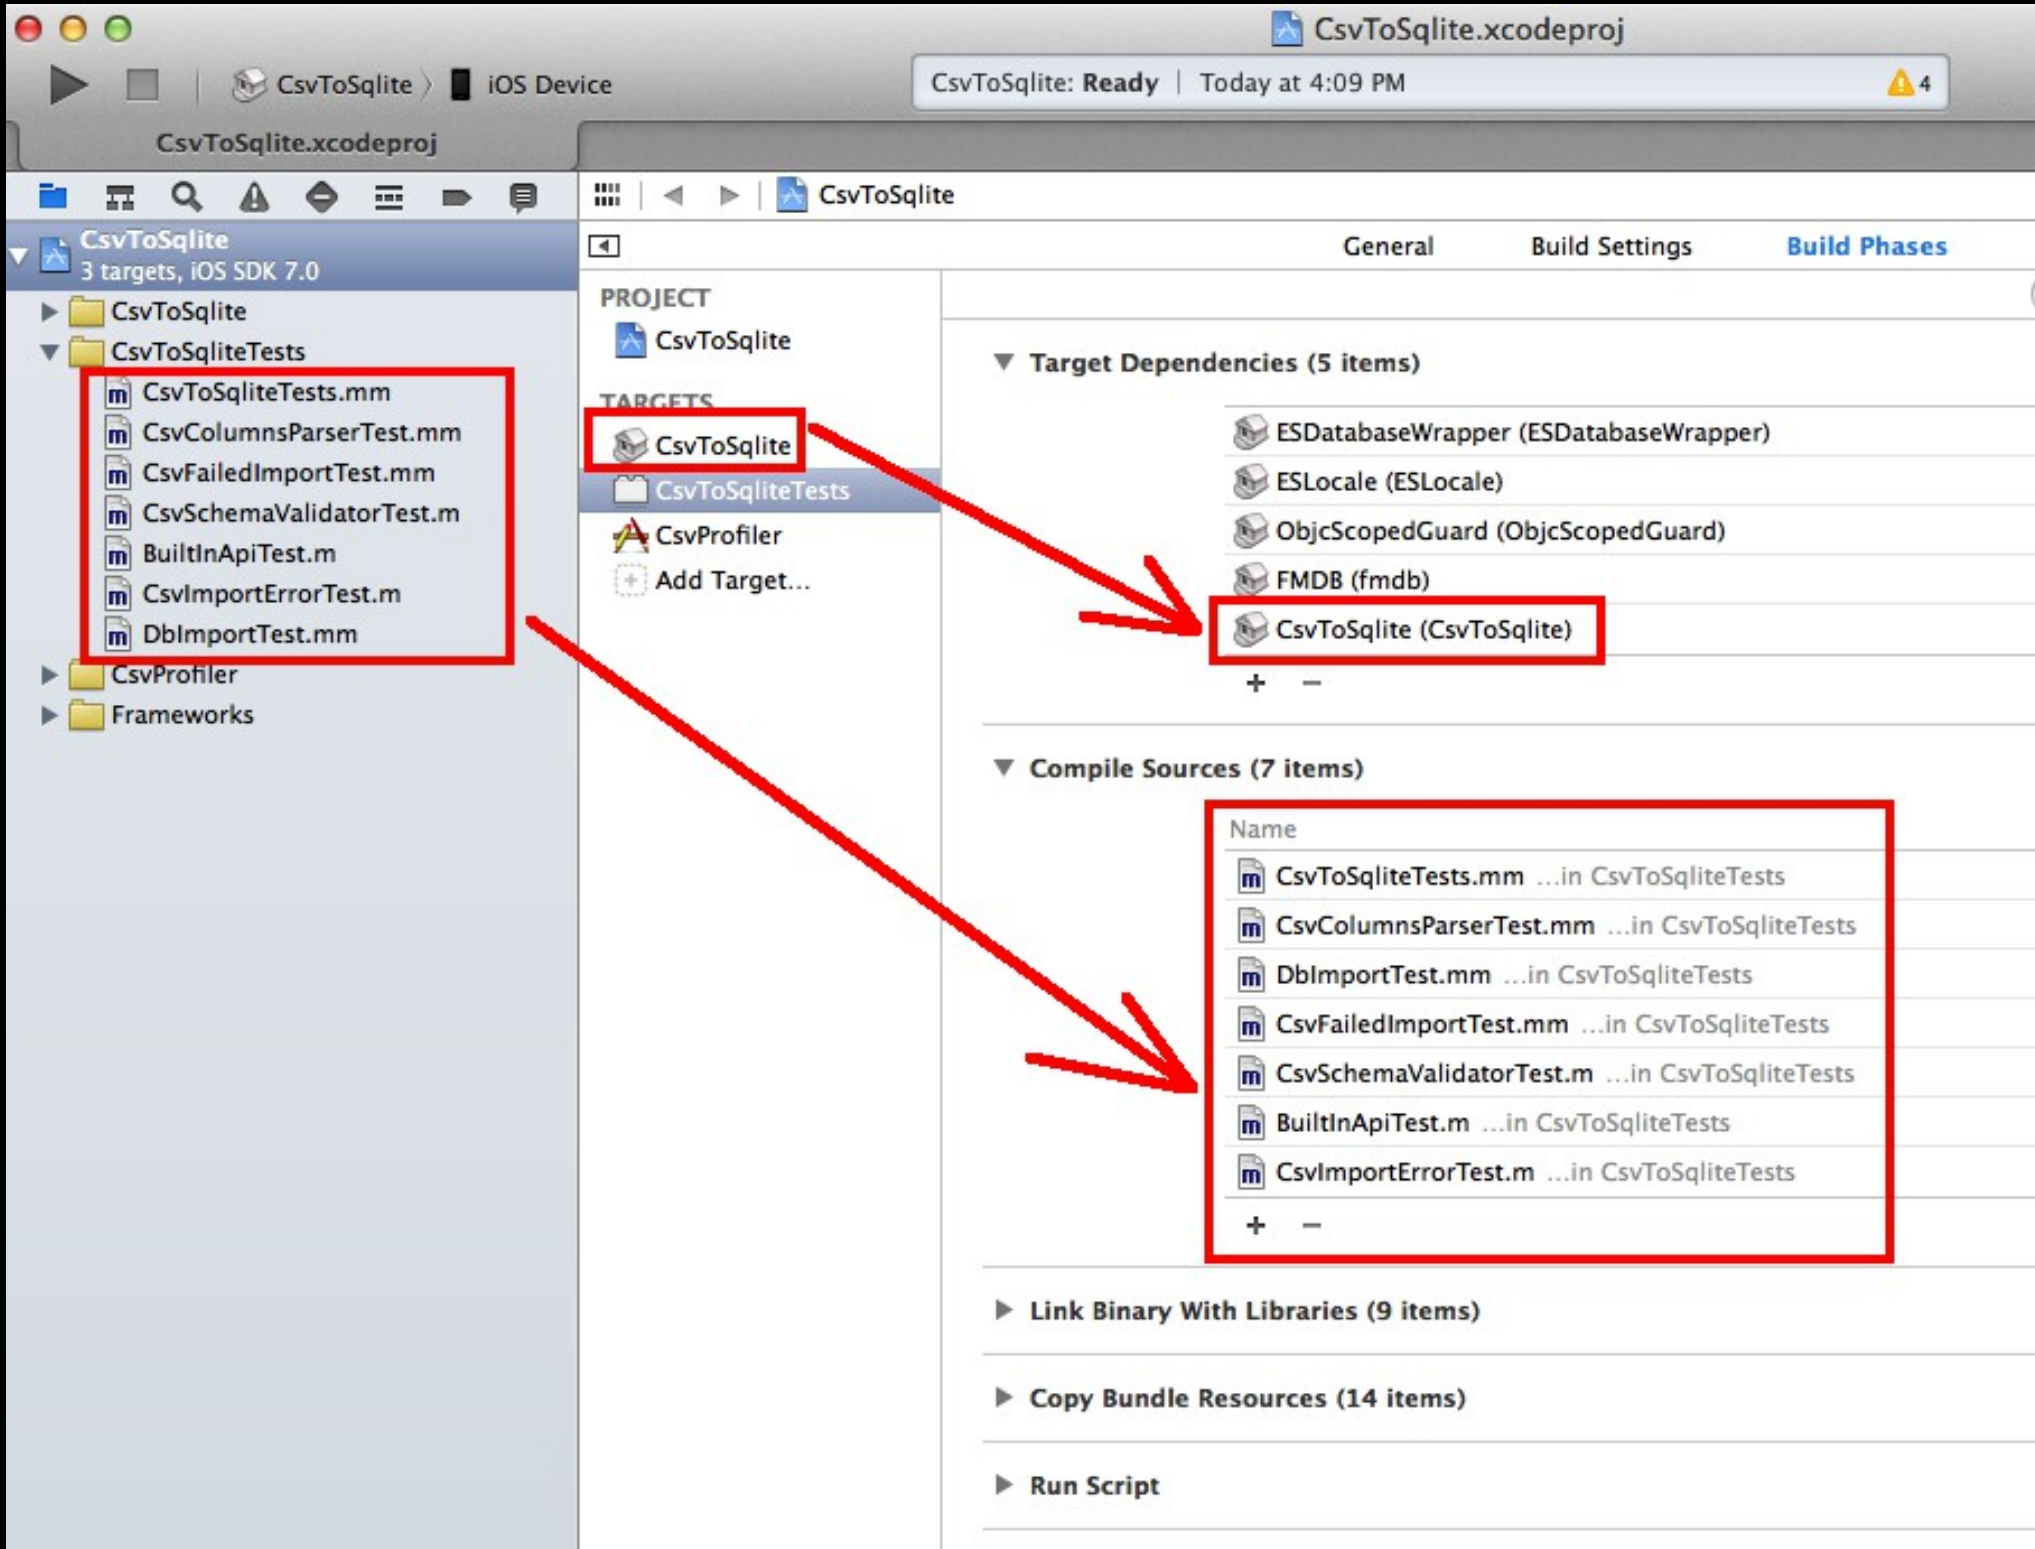 CsvToSqlite.xcodeproj
CsvToSqlite iOS Device
CsvToSqlite: Ready | Today at 4:09 PM 4
CsvToSqlite.xcodeproj
CsvToSqlite
3 targets, iOS SDK 7.0
CsvToSqlite
CsvToSqliteTests
CsvToSqliteTests.mm
CsvColumnsParserTest.mm
CsvFailedImportTest.mm
CsvSchemaValidatorTest.m
BuiltInApiTest.m
CsvImportErrorTest.m
DbImportTest.mm
CsvProfiler
Frameworks
CsvToSqlite
General Build Settings Build Phases
PROJECT
CsvToSqlite
TARGETS
CsvToSqlite
CsvToSqliteTests
CsvProfiler
Add Target...
Target Dependencies (5 items)
ESDatabaseWrapper (ESDatabaseWrapper)
ESLocale (ESLocale)
ObjcScopedGuard (ObjcScopedGuard)
FMDB (fmdb)
CsvToSqlite (CsvToSqlite)
+ −
Compile Sources (7 items)
Name
CsvToSqliteTests.mm ...in CsvToSqliteTests
CsvColumnsParserTest.mm ...in CsvToSqliteTests
DbImportTest.mm ...in CsvToSqliteTests
CsvFailedImportTest.mm ...in CsvToSqliteTests
CsvSchemaValidatorTest.m ...in CsvToSqliteTests
BuiltInApiTest.m ...in CsvToSqliteTests
CsvImportErrorTest.m ...in CsvToSqliteTests
+ −
Link Binary With Libraries (9 items)
Copy Bundle Resources (14 items)
Run Script